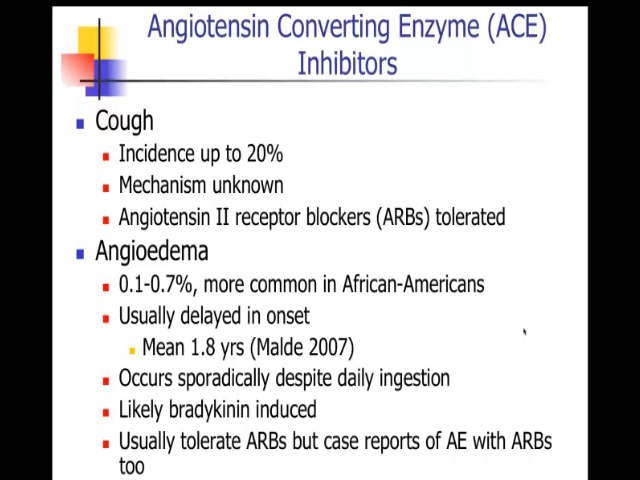 Angiotensin Converting Enzyme (ACE)
Inhibitors
Cough
Incidence up to 20%
Mechanism unknown
Angiotensin II receptor blockers (ARBs) tolerated
Angioedema
0.1-0.7%, more common in African-Americans
Usually delayed in onset
Mean 1.8 yrs (Malde 2007)
Occurs sporadically despite daily ingestion
Likely bradykinin induced
Usually tolerate ARBs but case reports of AE with ARBs
too